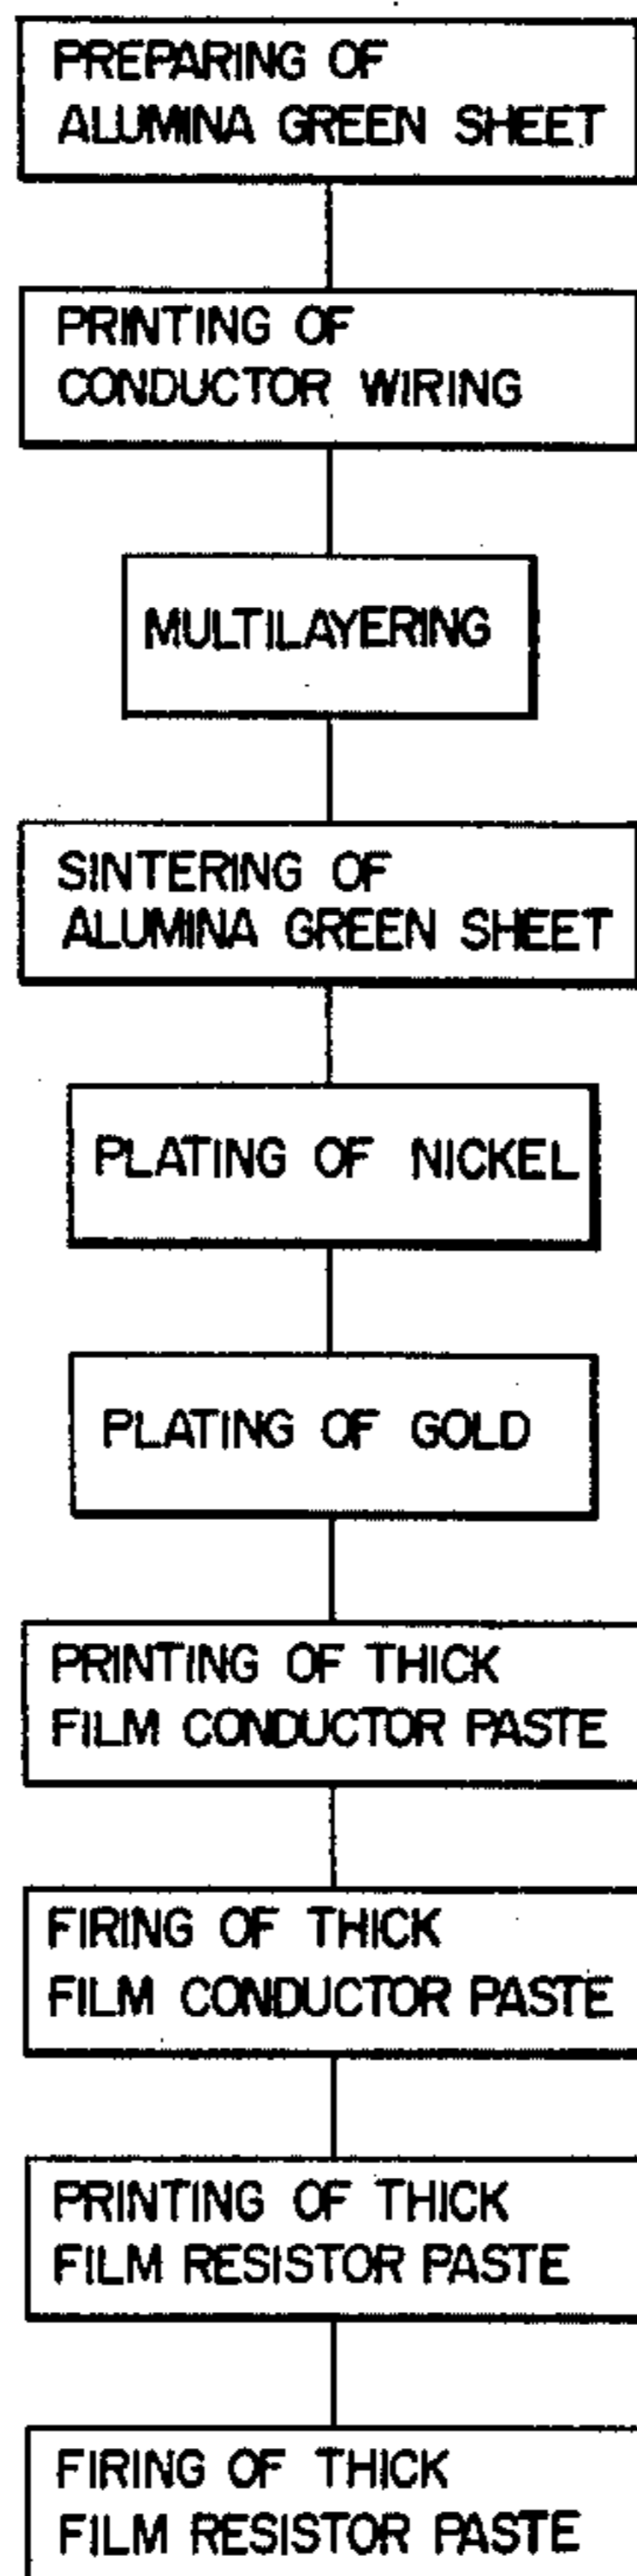 PREPARING OF
ALUMINA GREEN SHEET
PRINTING OF
CONDUCTOR WIRING
MULTILAYERING
SINTERING OF
ALUMINA GREEN SHEET
PLATING OF NICKEL
PLATING OF GOLD
PRINTING OF THICK
FILM CONDUCTOR PASTE
FIRING OF THICK
FILM CONDUCTOR PASTE
PRINTING OF THICK
FILM RESISTOR PASTE
FIRING OF THICK
FILM RESISTOR PASTE